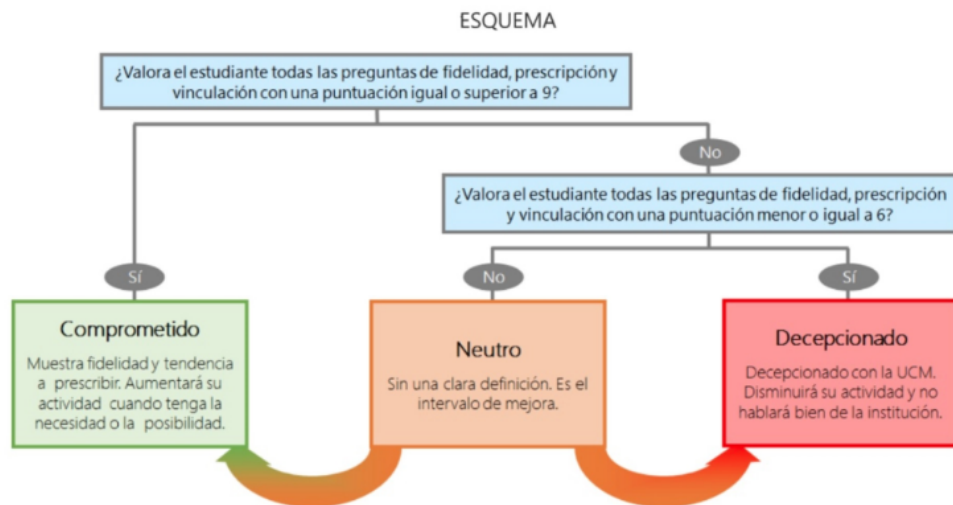 ESQUEMA
¿Valora el estudiante todas las preguntas de fidelidad, prescripción y
vinculación con una puntuación igual o superior a 9?
No
¿Valora el estudiante todas las preguntas de fidelidad, prescripción
y vinculación con una puntuación menor o igual a 6?
Sí
No
Sí
Comprometido
Muestra fidelidad y tendencia
a prescribir. Aumentará su
actividad cuando tenga la
necesidad o la posibilidad.
Neutro
Sin una clara definición. Es el
intervalo de mejora.
Decepcionado
Decepcionado con la UCM.
Disminuirá su actividad y no
hablará bien de la institución.